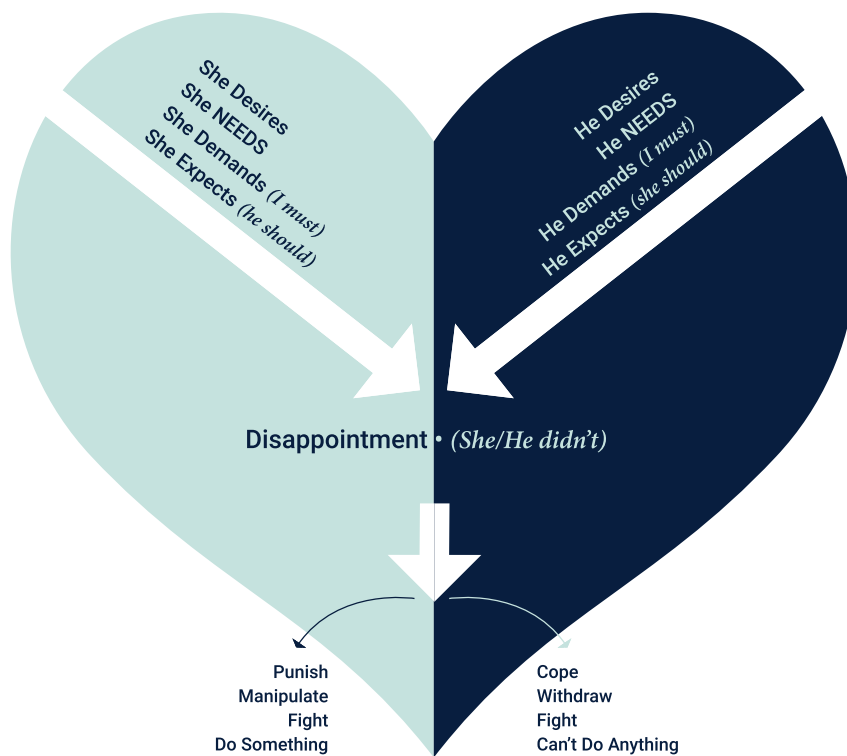 She Desires
She NEEDS
She Demands (I must)
She Expects (he should)
He Desires
He NEEDS
He Demands (I must)
He Expects (she should)
Disappointment • (She/He didn’t)
Punish
Manipulate
Fight
Do Something
Cope
Withdraw
Fight
Can’t Do Anything